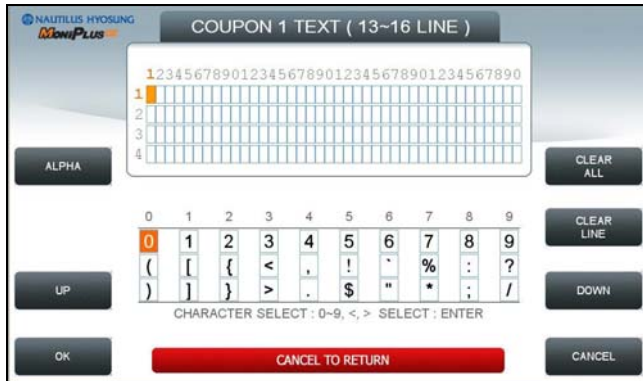 NAUTILUS HYOSUNG
MoniPlus
COUPON 1 TEXT ( 13~16 LINE )
1234567890123456789012345678901234567890
1
2
3
4
ALPHA
CLEAR ALL
0 1 2 3 4 5 6 7 8 9
CLEAR LINE
0 1 2 3 4 5 6 7 8 9
( [ { < , ! ` % : ?
UP
) ] } > . $ " * ; /
DOWN
CHARACTER SELECT : 0~9, <, > SELECT : ENTER
OK
CANCEL TO RETURN
CANCEL